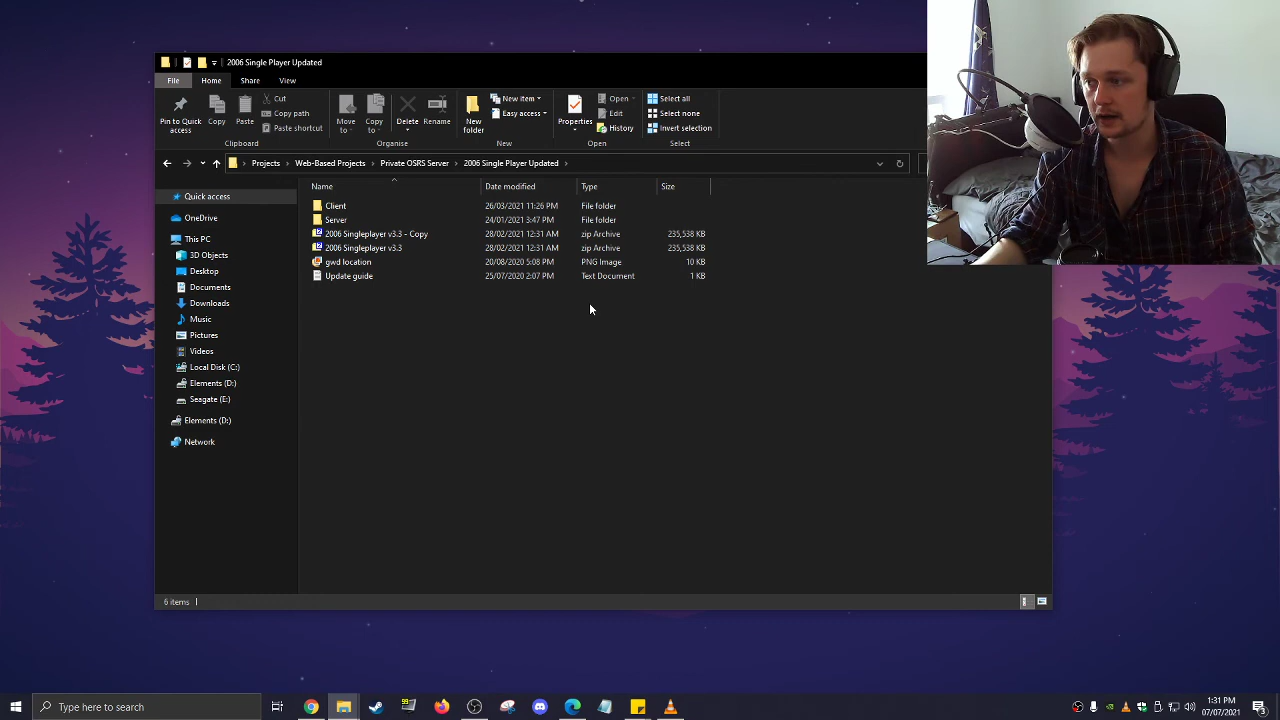 2006 Single Player Updated
File Home Share View
Pin to Quick access
Copy
Paste
Cut
Copy path
Paste shortcut
Clipboard
Move to
Copy to
Delete
Rename
Organise
New folder
New item
Easy access
New
Properties
Open
Edit
History
Open
Select all
Select none
Invert selection
Select
Projects Web-Based Projects Private OSRS Server 2006 Single Player Updated
Name Date modified Type Size
Client 26/03/2021 11:26 PM File folder
Server 24/01/2021 3:47 PM File folder
2006 Singleplayer v3.3 - Copy 28/02/2021 12:31 AM zip Archive 235,538 KB
2006 Singleplayer v3.3 28/02/2021 12:31 AM zip Archive 235,538 KB
gwd location 20/08/2020 5:08 PM PNG Image 10 KB
Update guide 25/07/2020 2:07 PM Text Document 1 KB
Quick access
OneDrive
This PC
3D Objects
Desktop
Documents
Downloads
Music
Pictures
Videos
Local Disk (C:)
Elements (D:)
Seagate (E:)
Elements (D:)
Network
6 items
Type here to search
1:31 PM
07/07/2021